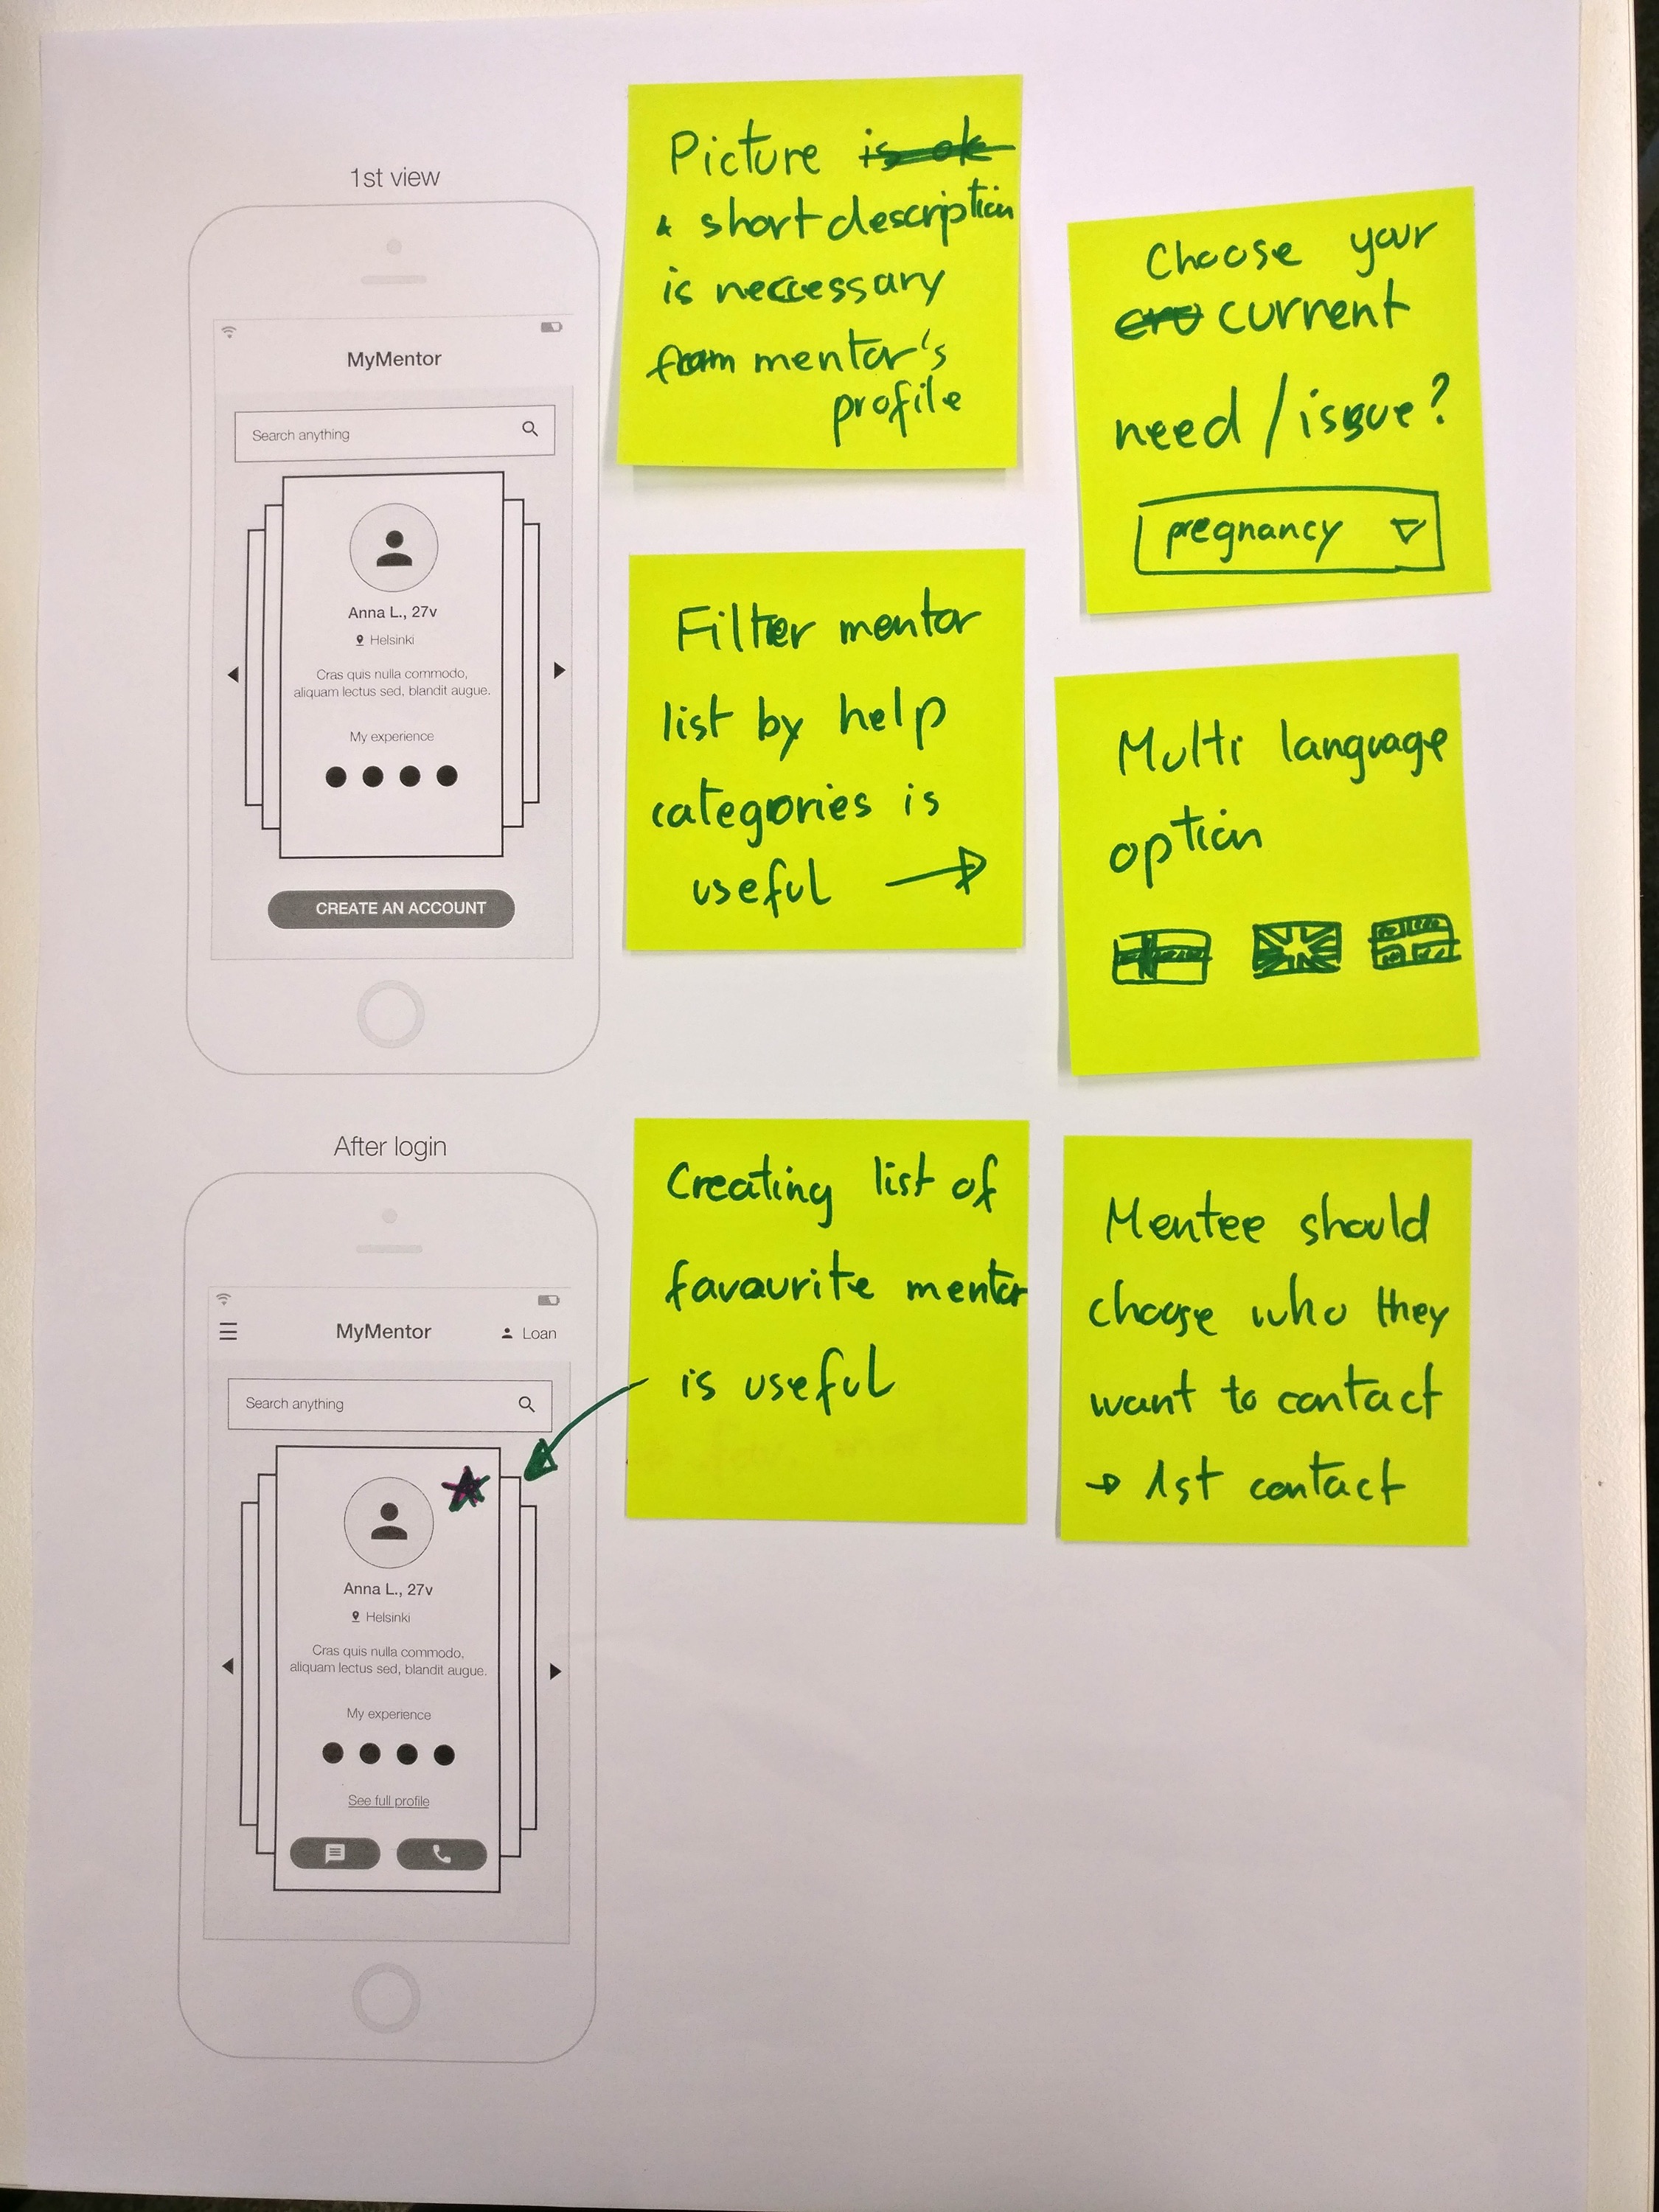 1st view
MyMentor
Search anything
Anna L., 27v
Helsinki
Cras quis nulla commodo,
aliquam lectus sed, blandit augue.
My experience
CREATE AN ACCOUNT
Picture is ok
& short description
is neccessary
from mentor's
profile
Choose your
current
need / issue?
pregnancy
Filter mentor
list by help
categories is
useful →
Multi language
option
After login
MyMentor
Loan
Search anything
Anna L., 27v
Helsinki
Cras quis nulla commodo,
aliquam lectus sed, blandit augue.
My experience
See full profile
Creating list of
favourite mentor
is useful
Mentee should
choose who they
want to contact
→ 1st contact